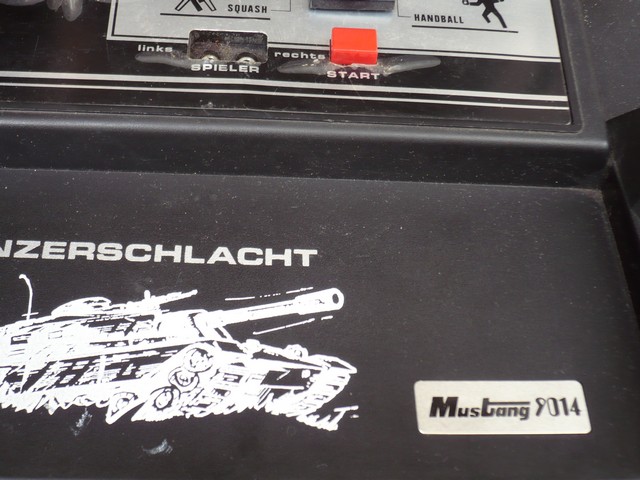 SQUASH
HANDBALL
links
rechts
SPIELER
START
NZERSCHLACHT
Mustang 9014